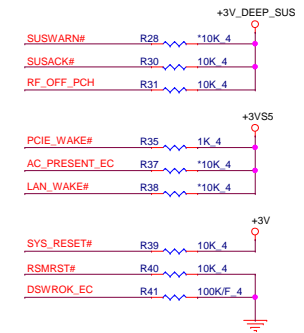 +3V_DEEP_SUS
SUSWARN# R28 *10K_4
SUSACK# R30 10K_4
RF_OFF_PCH R31 10K_4
+3VS5
PCIE_WAKE# R35 1K_4
AC_PRESENT_EC R37 *10K_4
LAN_WAKE# R38 *10K_4
+3V
SYS_RESET# R39 10K_4
RSMRST# R40 10K_4
DSWROK_EC R41 100K/F_4